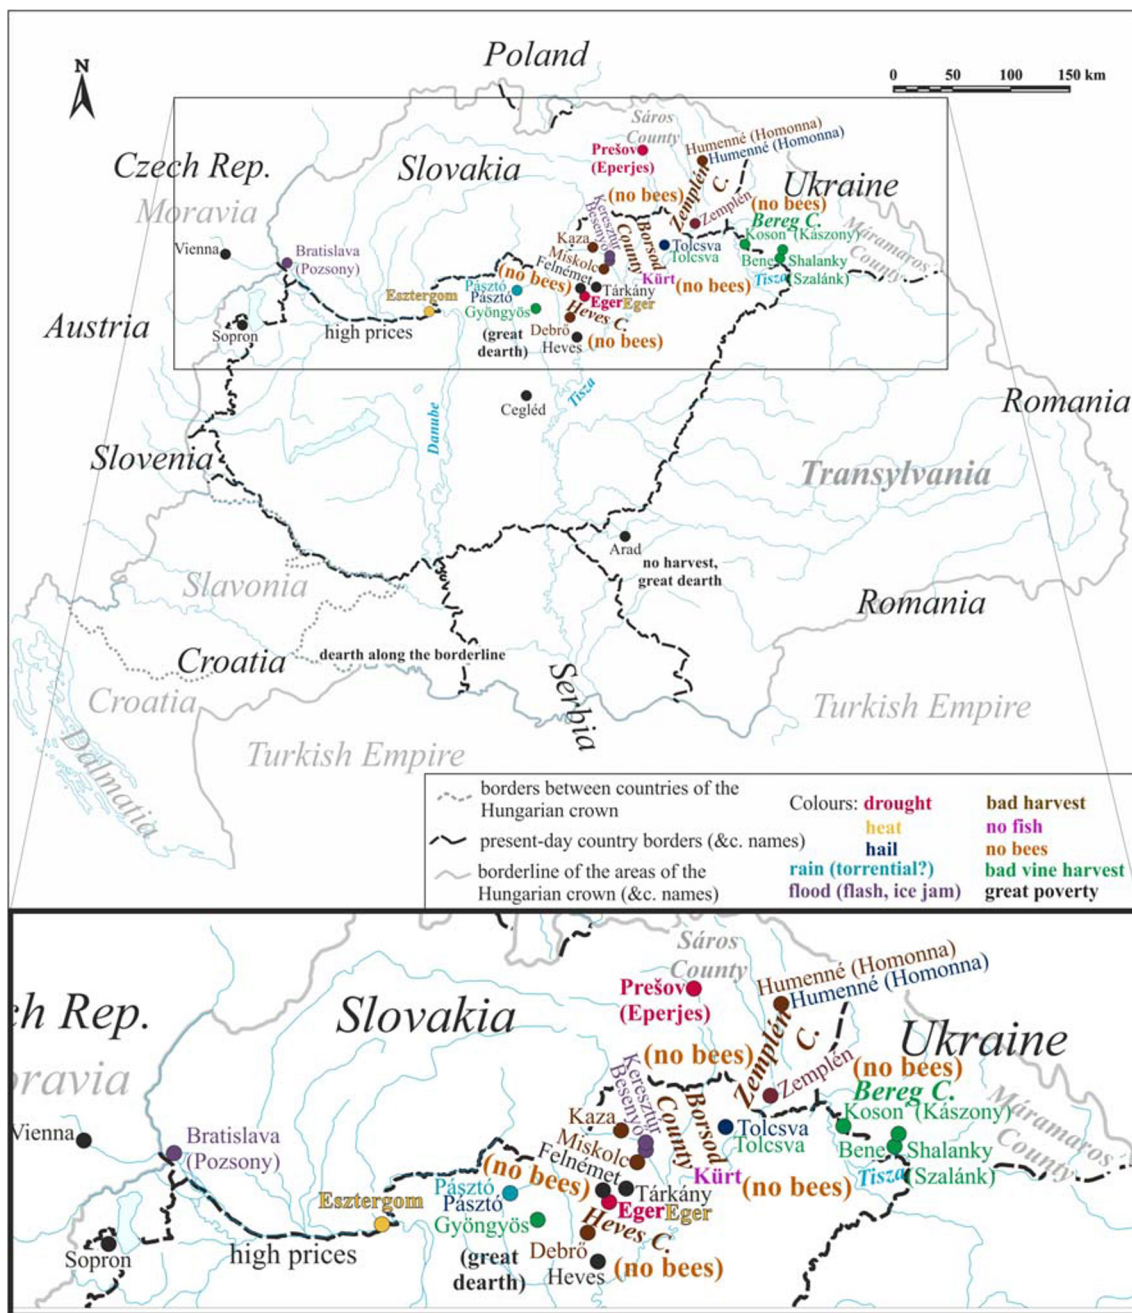 Poland
N
0 50 100 150 km
Sáros
County
Prešov
(Eperjes)
Humenné (Homonna)
Humenné (Homonna)
Czech Rep.
Slovakia
Zemplén
C.
Ukraine
Moravia
(no bees)
(no bees)
Zemplén
Bereg C.
Keresztur
Besenyő
Borsod
County
Koson' (Kászony)
Máramaros
County
Vienna
Bratislava
(Pozsony)
Kaza
Tolcsva
Tolcsva
Bene
Shalanky
(Szalánk)
Miskolc
Felnémet
(no bees)
Kürt
(no bees)
Tisza
Pásztó
Pásztó
Tárkány
Esztergom
Eger
Eger
Gyöngyös
Heves C.
Austria
Sopron
high prices
(great
dearth)
Debrő
Heves
(no bees)
Cegléd
Tisza
Romania
Danube
Slovenia
Transylvania
Arad
no harvest,
great dearth
Slavonia
Romania
Croatia
dearth along the borderline
Serbia
Croatia
Turkish Empire
Turkish Empire
Dalmatia
borders between countries of the
Hungarian crown
present-day country borders (&c. names)
borderline of the areas of the
Hungarian crown (&c. names)
Colours: drought
heat
hail
rain (torrential?)
flood (flash, ice jam)
bad harvest
no fish
no bees
bad vine harvest
great poverty
Sáros
County
Prešov
(Eperjes)
Humenné (Homonna)
Humenné (Homonna)
ch Rep.
Slovakia
Zemplén
C.
Ukraine
oravia
(no bees)
(no bees)
Zemplén
Bereg C.
Keresztur
Besenyő
Borsod
County
Koson' (Kászony)
Máramaros
County
Vienna
Bratislava
(Pozsony)
Kaza
Tolcsva
Tolcsva
Miskolc
Felnémet
Bene
Shalanky
(Szalánk)
(no bees)
Kürt
(no bees)
Tisza
Pásztó
Pásztó
Tárkány
Esztergom
Eger
Eger
Gyöngyös
Heves C.
Sopron
high prices
(great
dearth)
Debrő
Heves
(no bees)